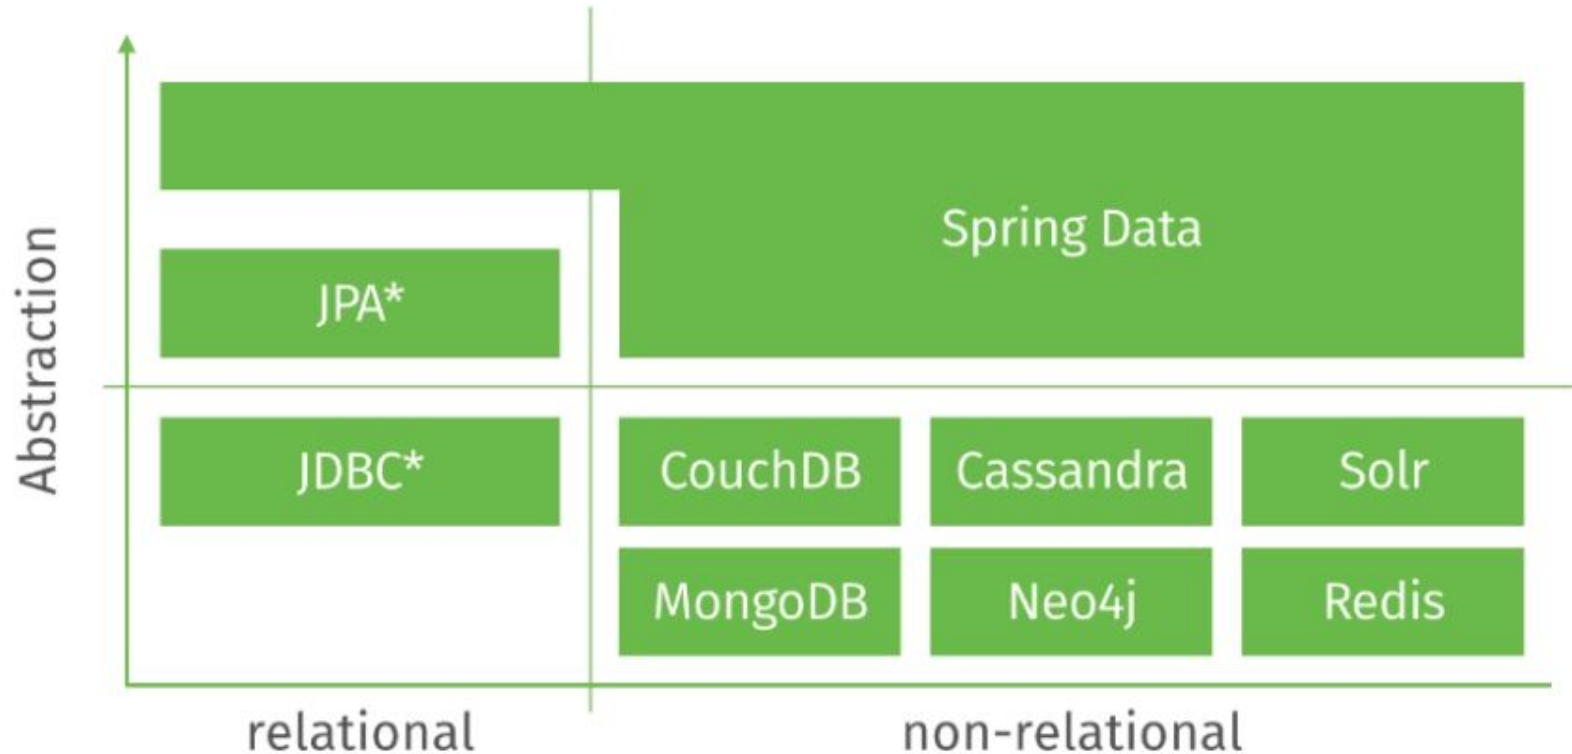 Abstraction
Spring Data
JPA*
JDBC*
CouchDB
Cassandra
Solr
MongoDB
Neo4j
Redis
relational
non-relational